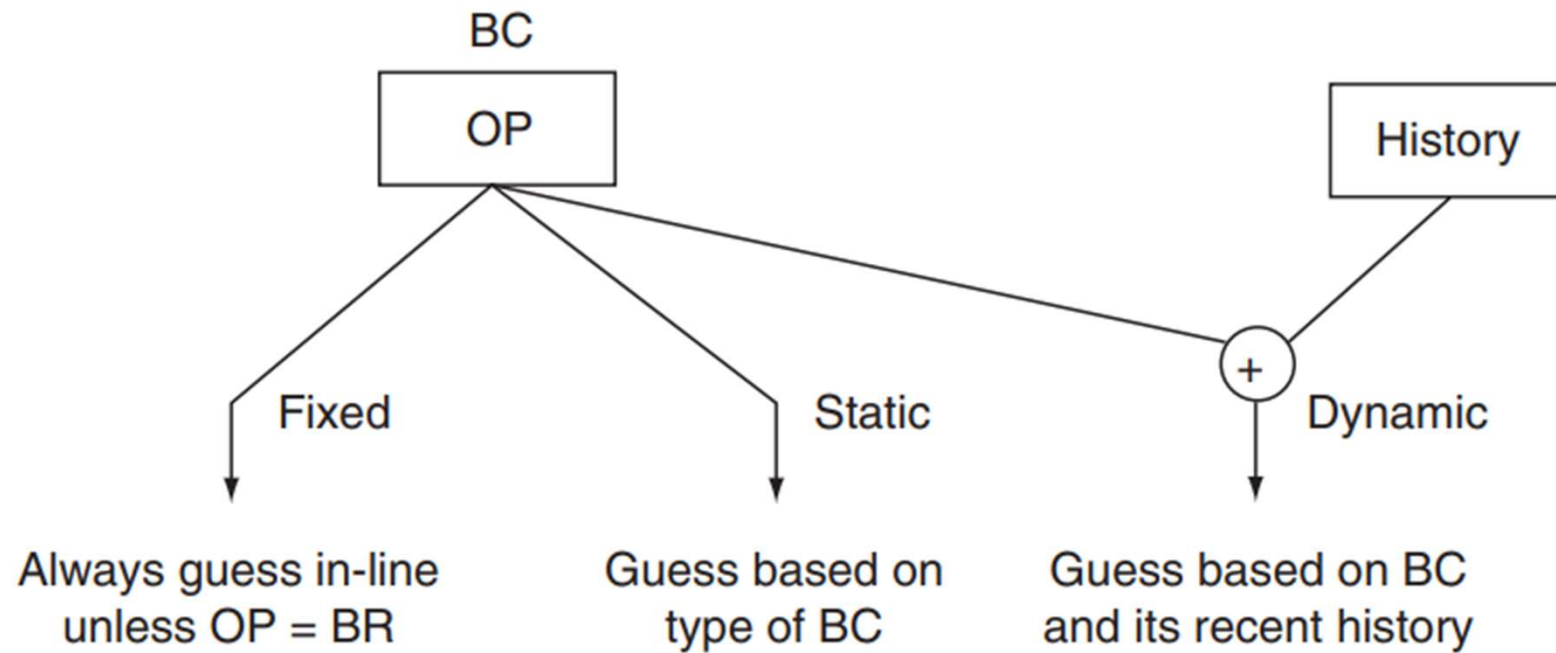 BC
OP
History
+
Fixed
Static
Dynamic
Always guess in-line
unless OP = BR
Guess based on
type of BC
Guess based on BC
and its recent history